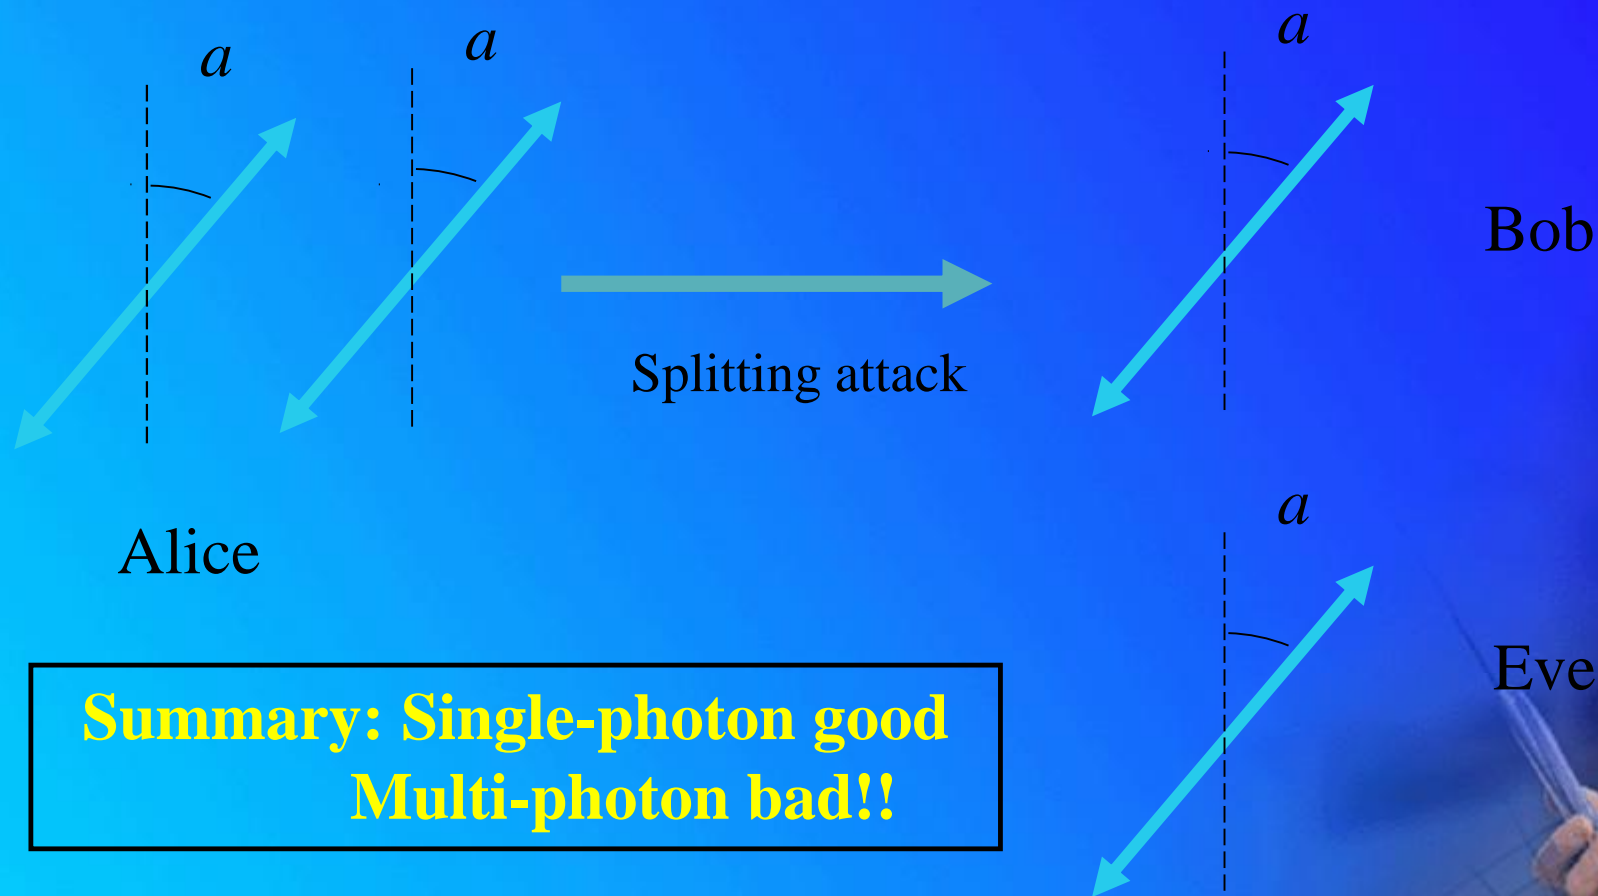 a
a
a
Bob
Splitting attack
a
Alice
Eve
Summary: Single-photon good
Multi-photon bad!!